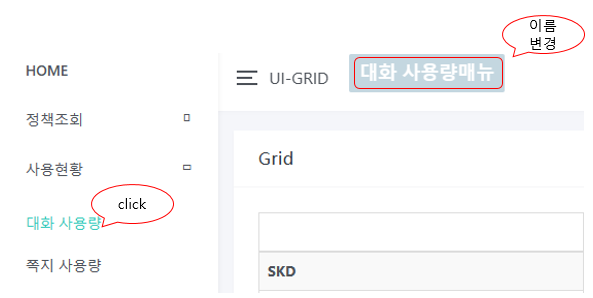 이름
변경
HOME
UI-GRID
대화 사용량매뉴
정책조회
Grid
사용현황
click
대화 사용량
쪽지 사용량
SKD